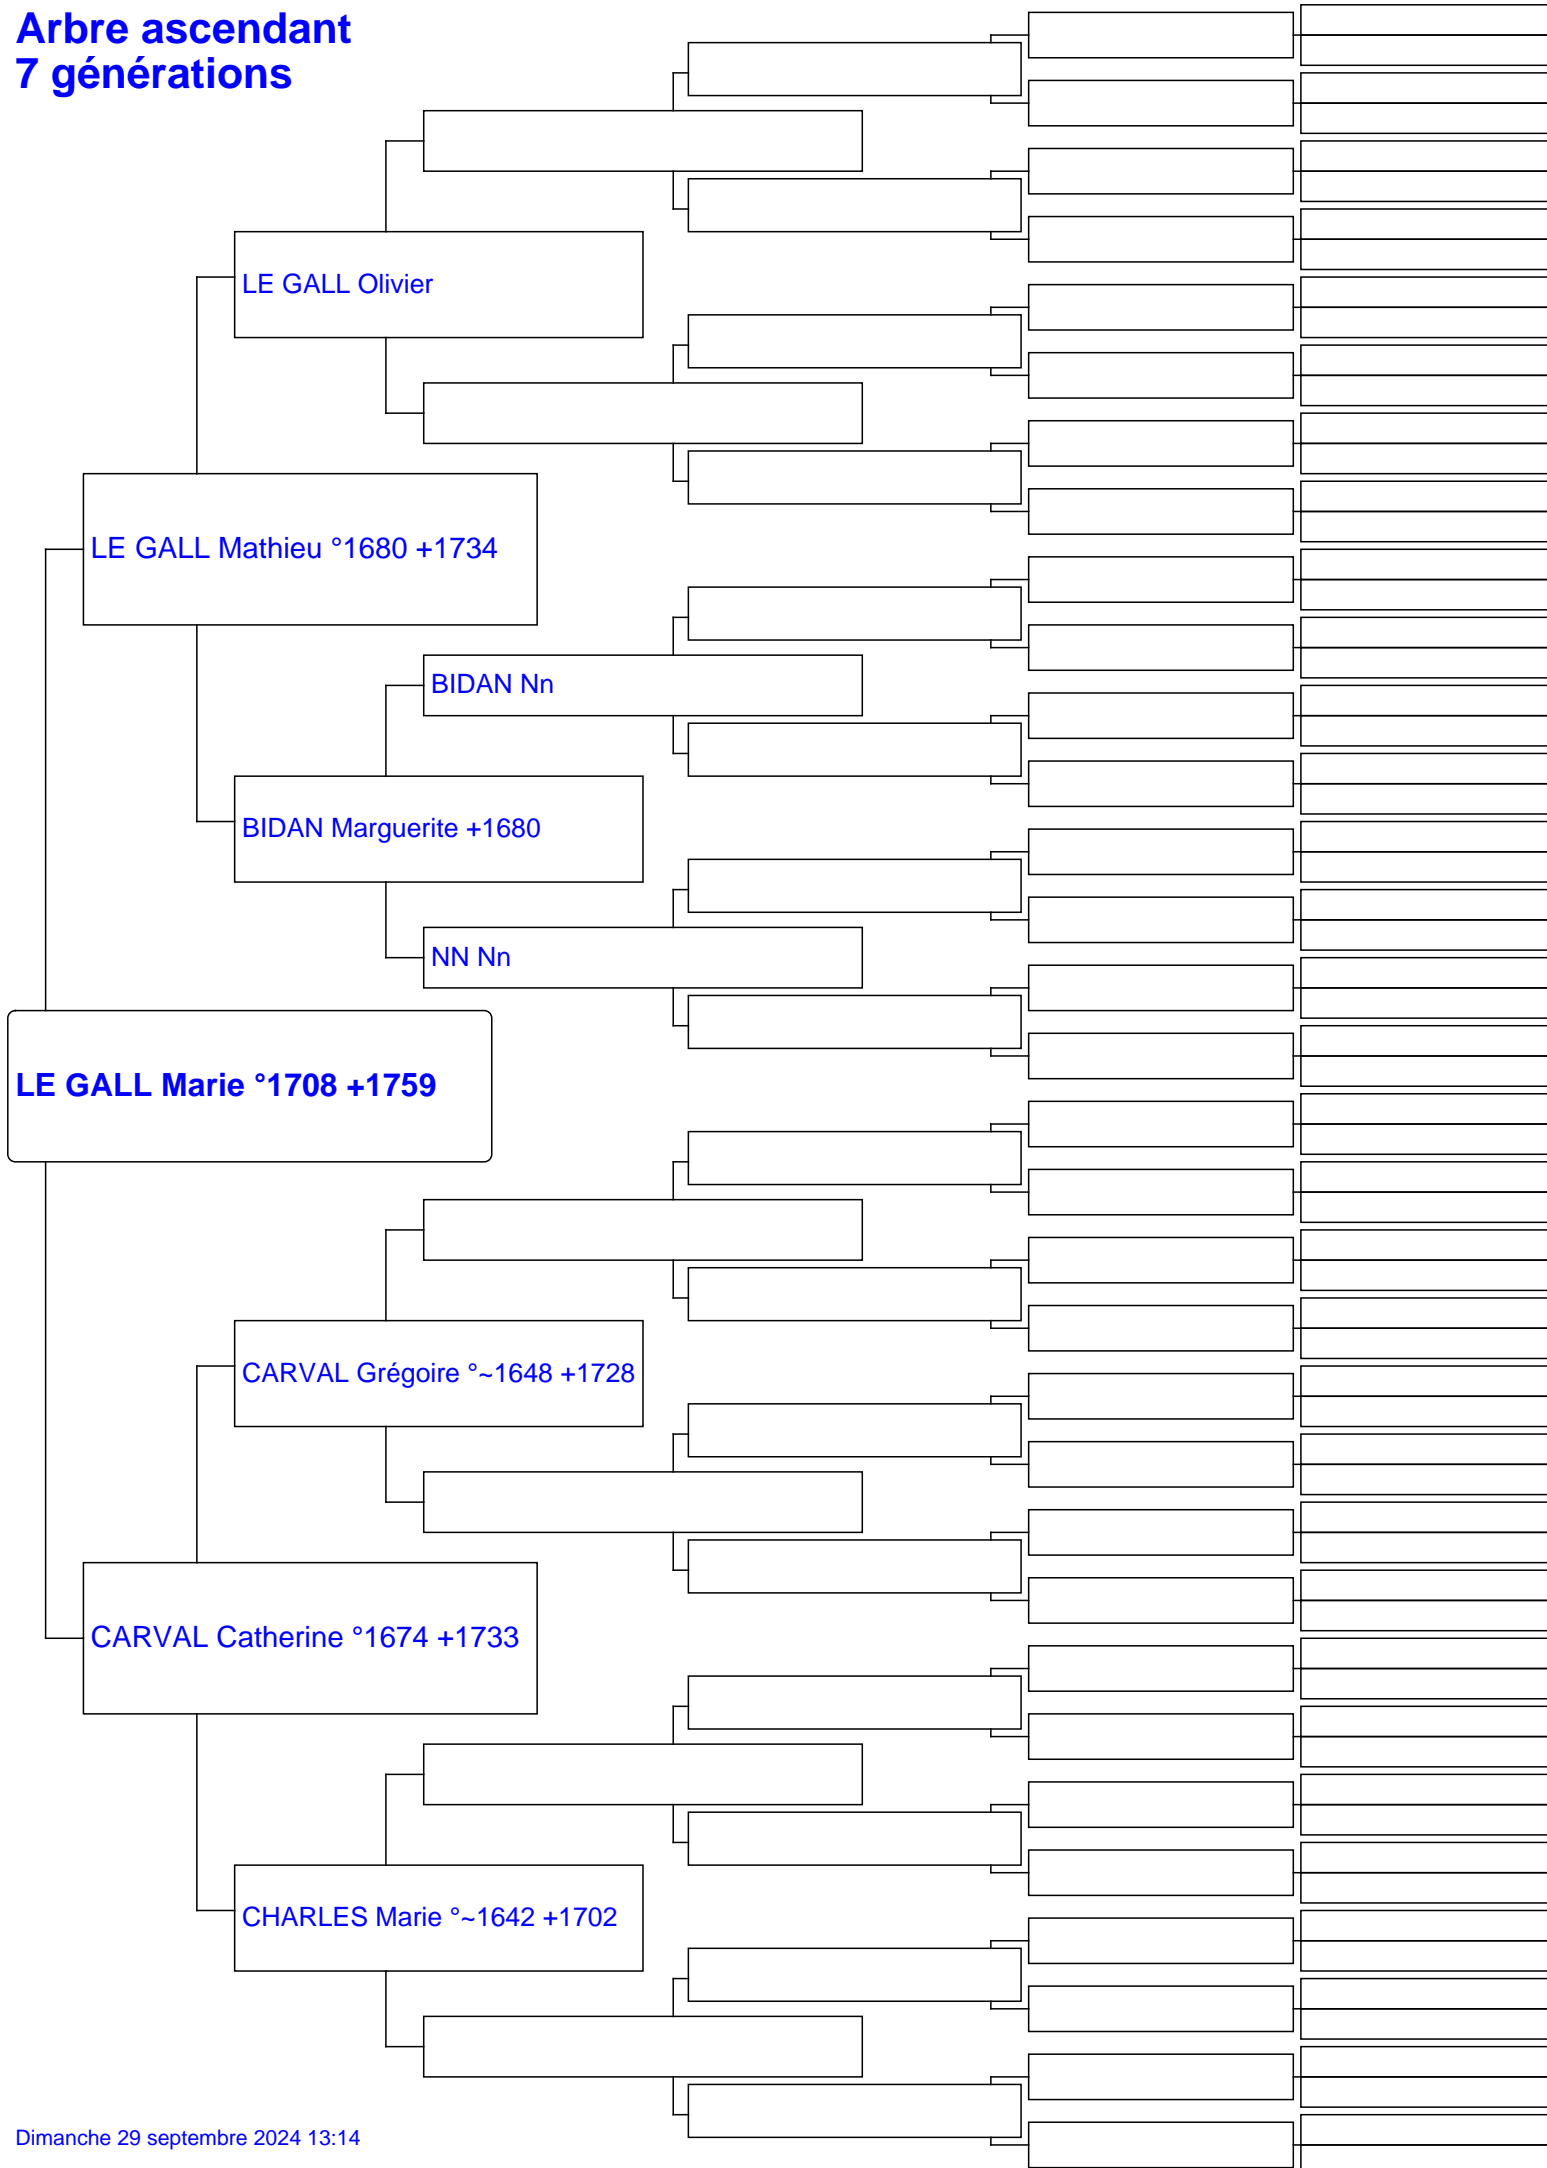 Arbre ascendant
7 générations
LE GALL Olivier
LE GALL Mathieu °1680 +1734
BIDAN Nn
BIDAN Marguerite +1680
NN Nn
LE GALL Marie °1708 +1759
CARVAL Grégoire °~1648 +1728
CARVAL Catherine °1674 +1733
CHARLES Marie °~1642 +1702
Dimanche 29 septembre 2024 13:14